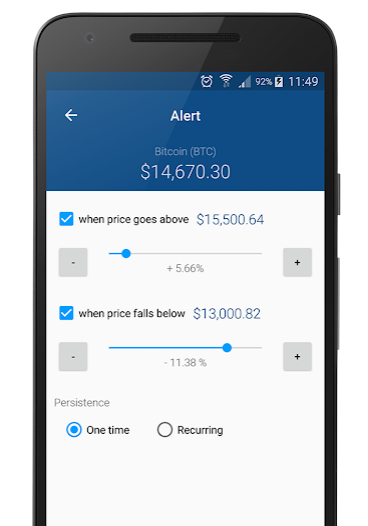 92% 11:49
Alert
Bitcoin (BTC)
$14,670.30
when price goes above $15,500.64
- + 5.66% +
when price falls below $13,000.82
- - 11.38 % +
Persistence
One time Recurring